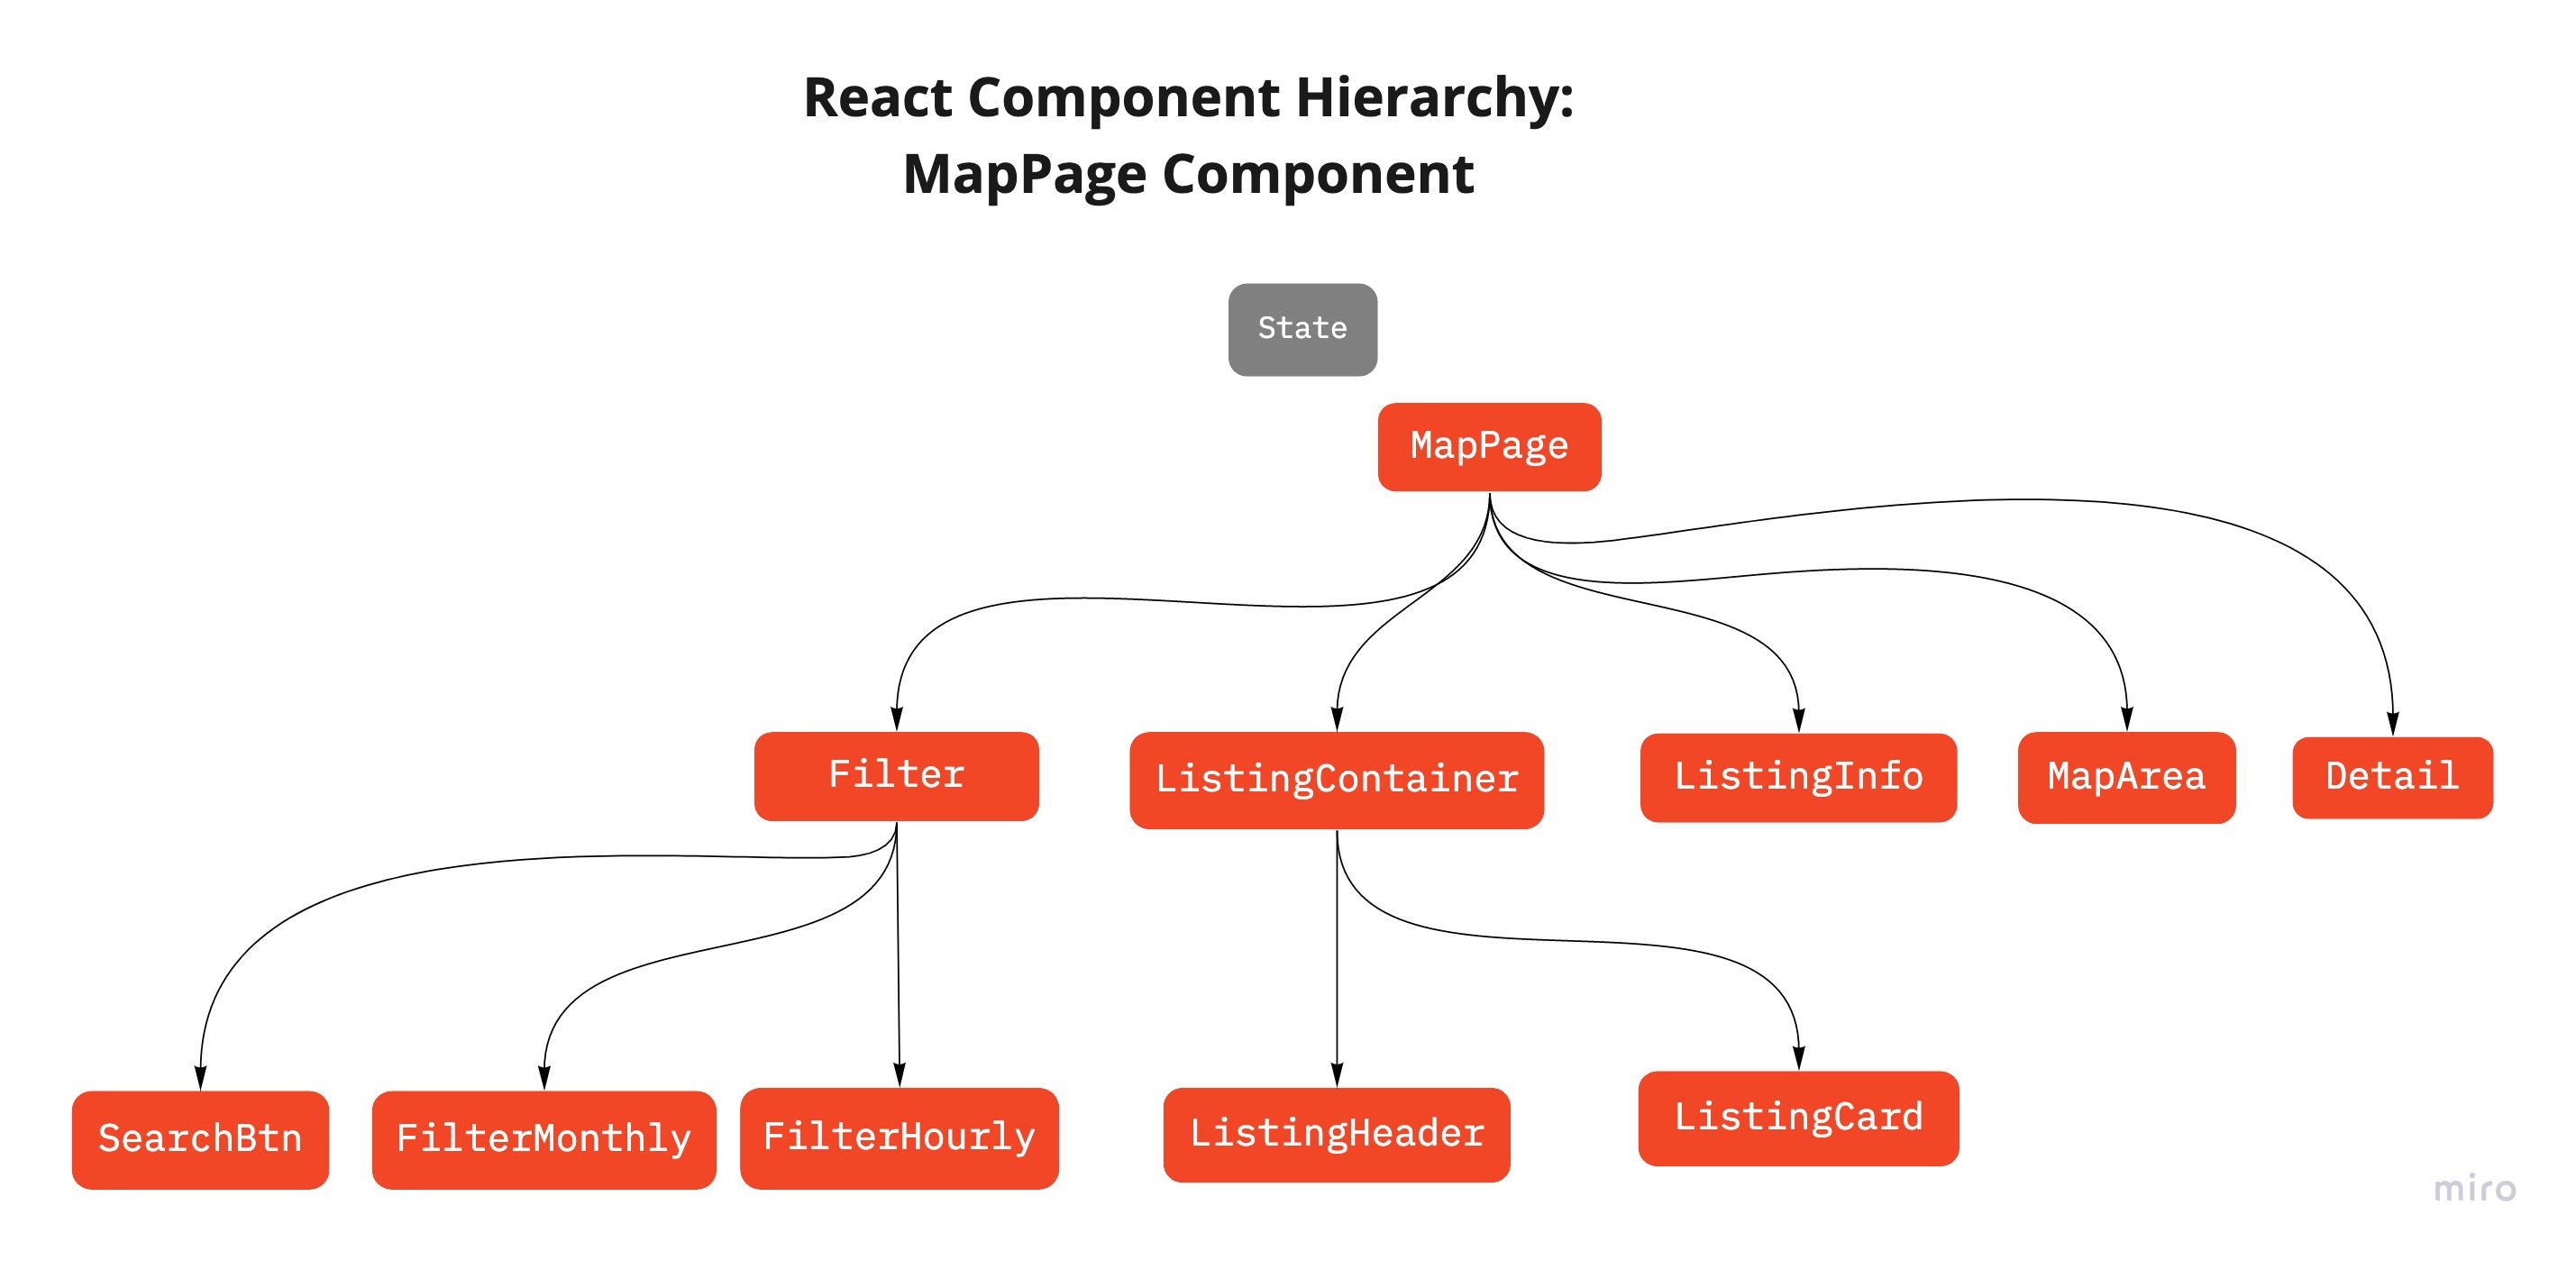 React Component Hierarchy:
MapPage Component
State
MapPage
Filter
ListingContainer
ListingInfo
MapArea
Detail
SearchBtn
FilterMonthly
FilterHourly
ListingHeader
ListingCard
miro